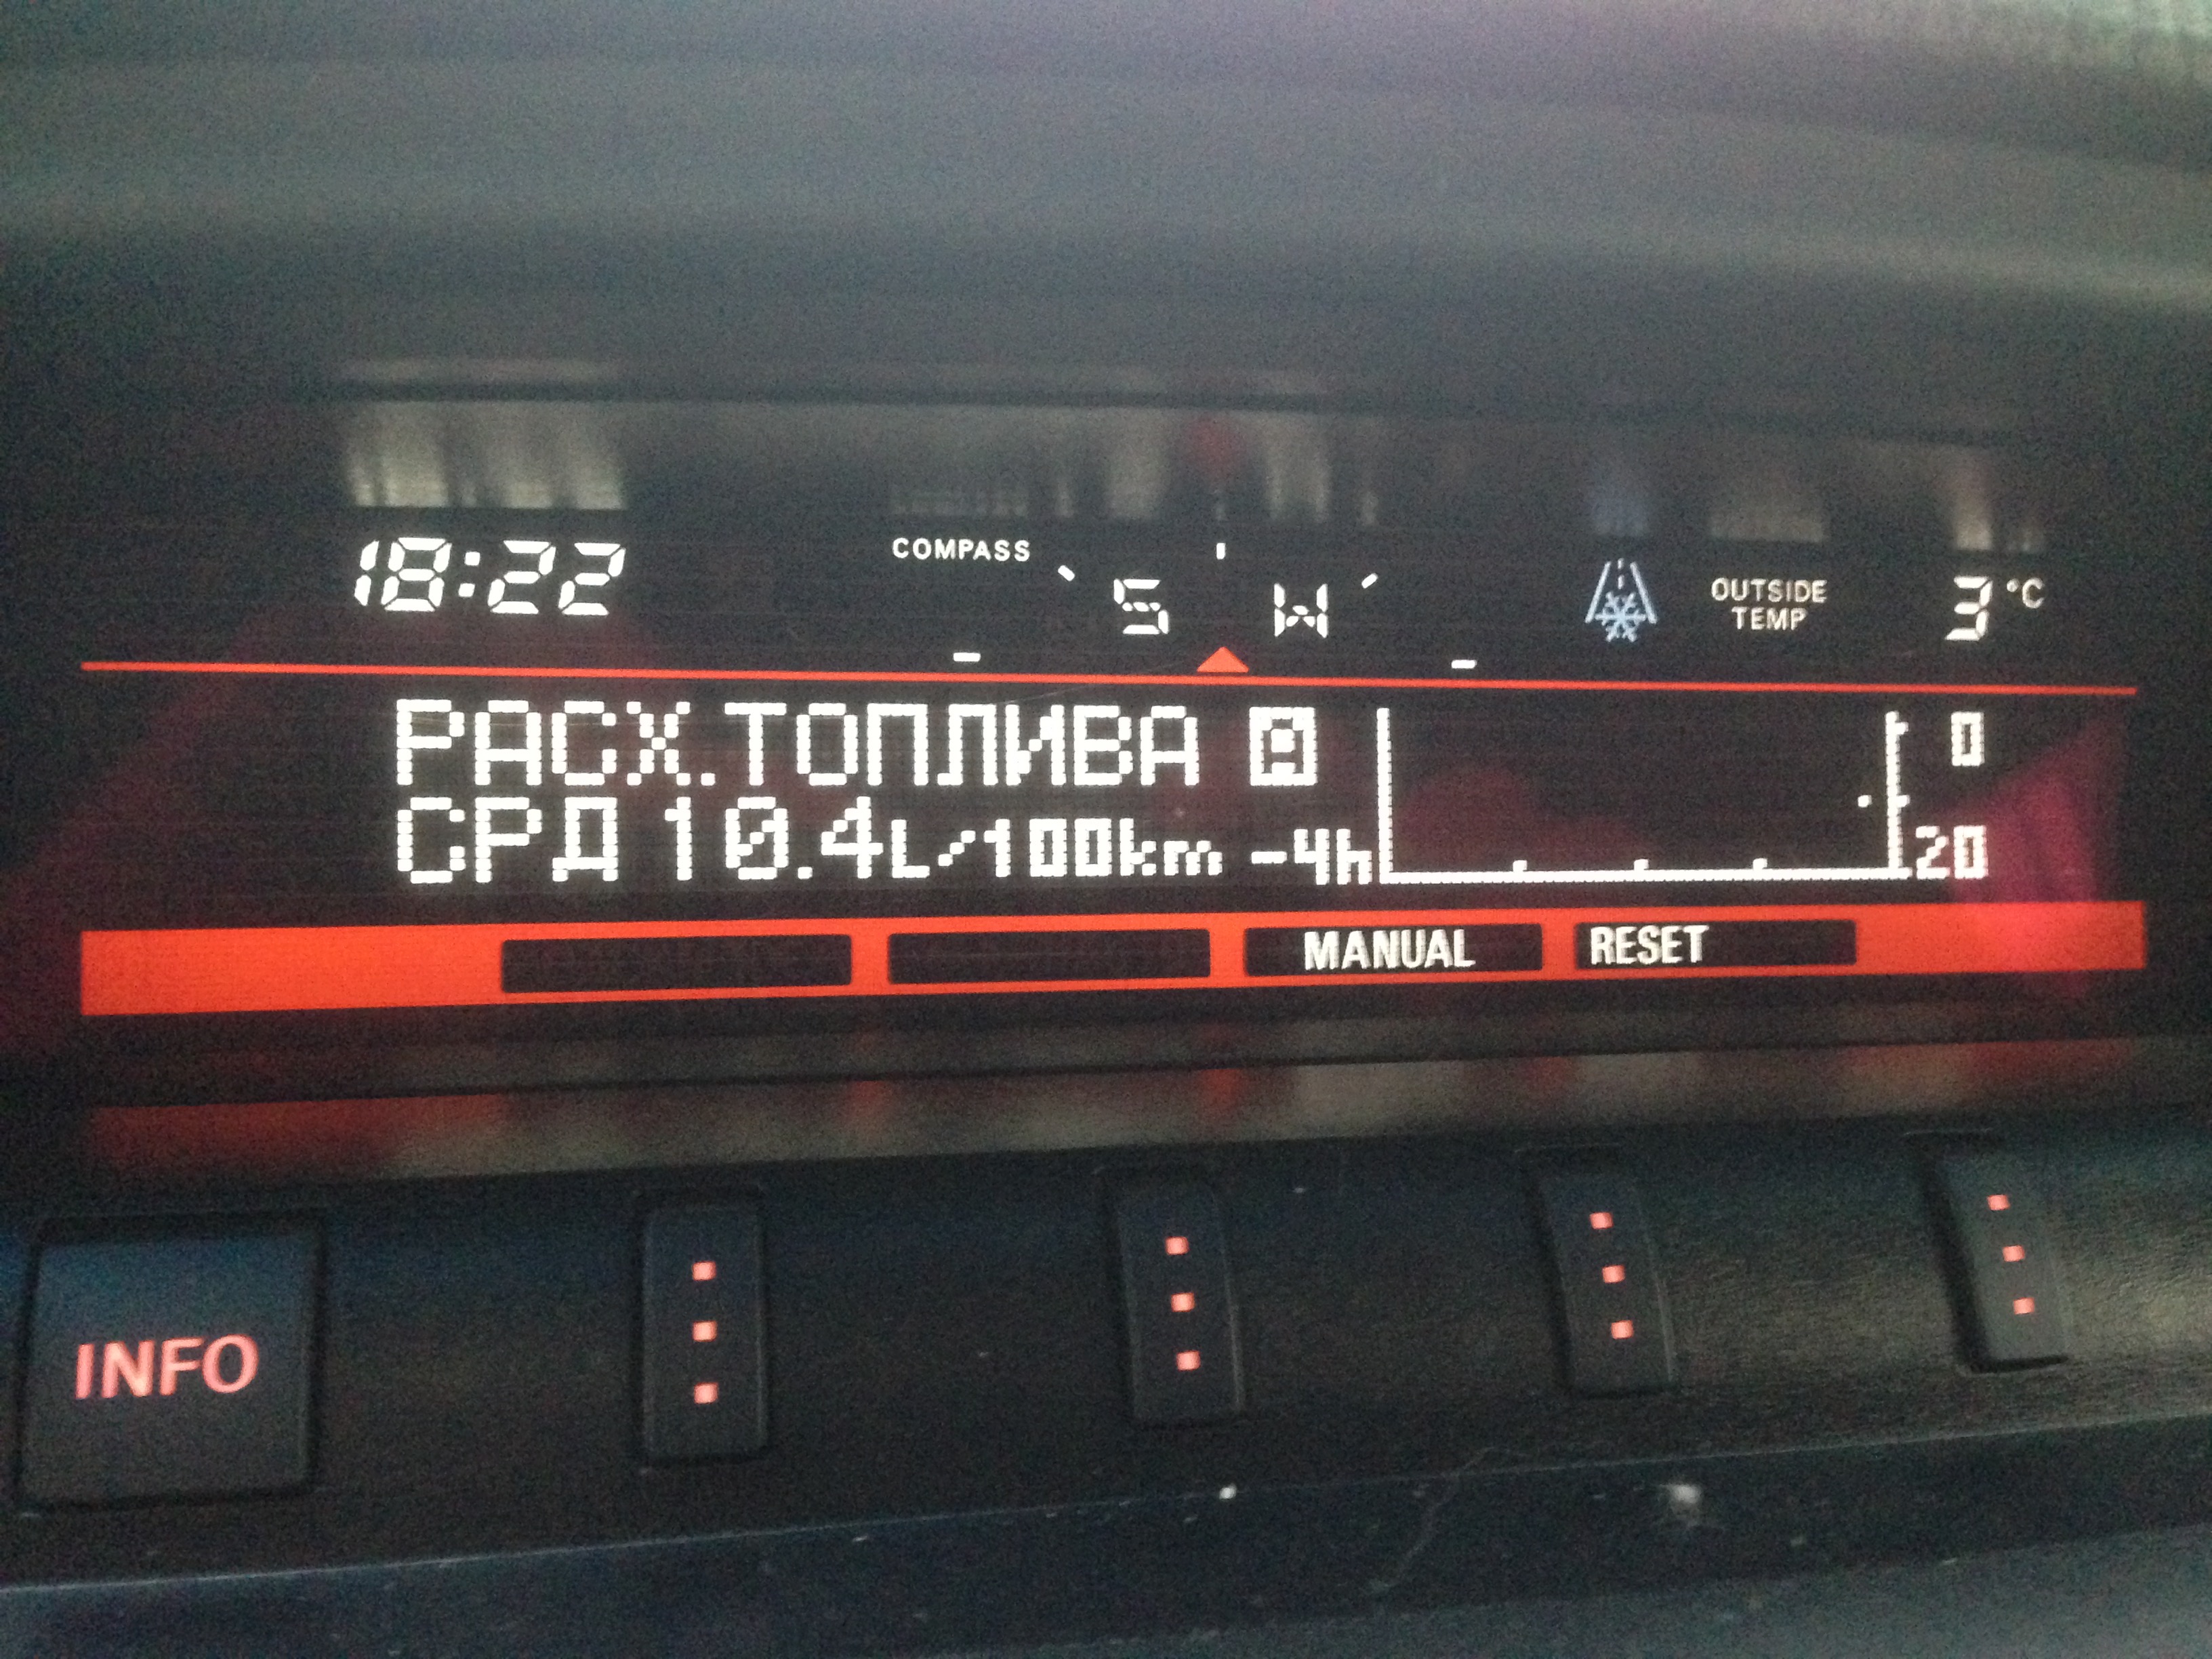 18:22
COMPASS
S W
OUTSIDE
TEMP
3 °C
РАСХ.ТОПЛИВА A
СРД 10.4L/100km
-4h
0
20
MANUAL
RESET
INFO